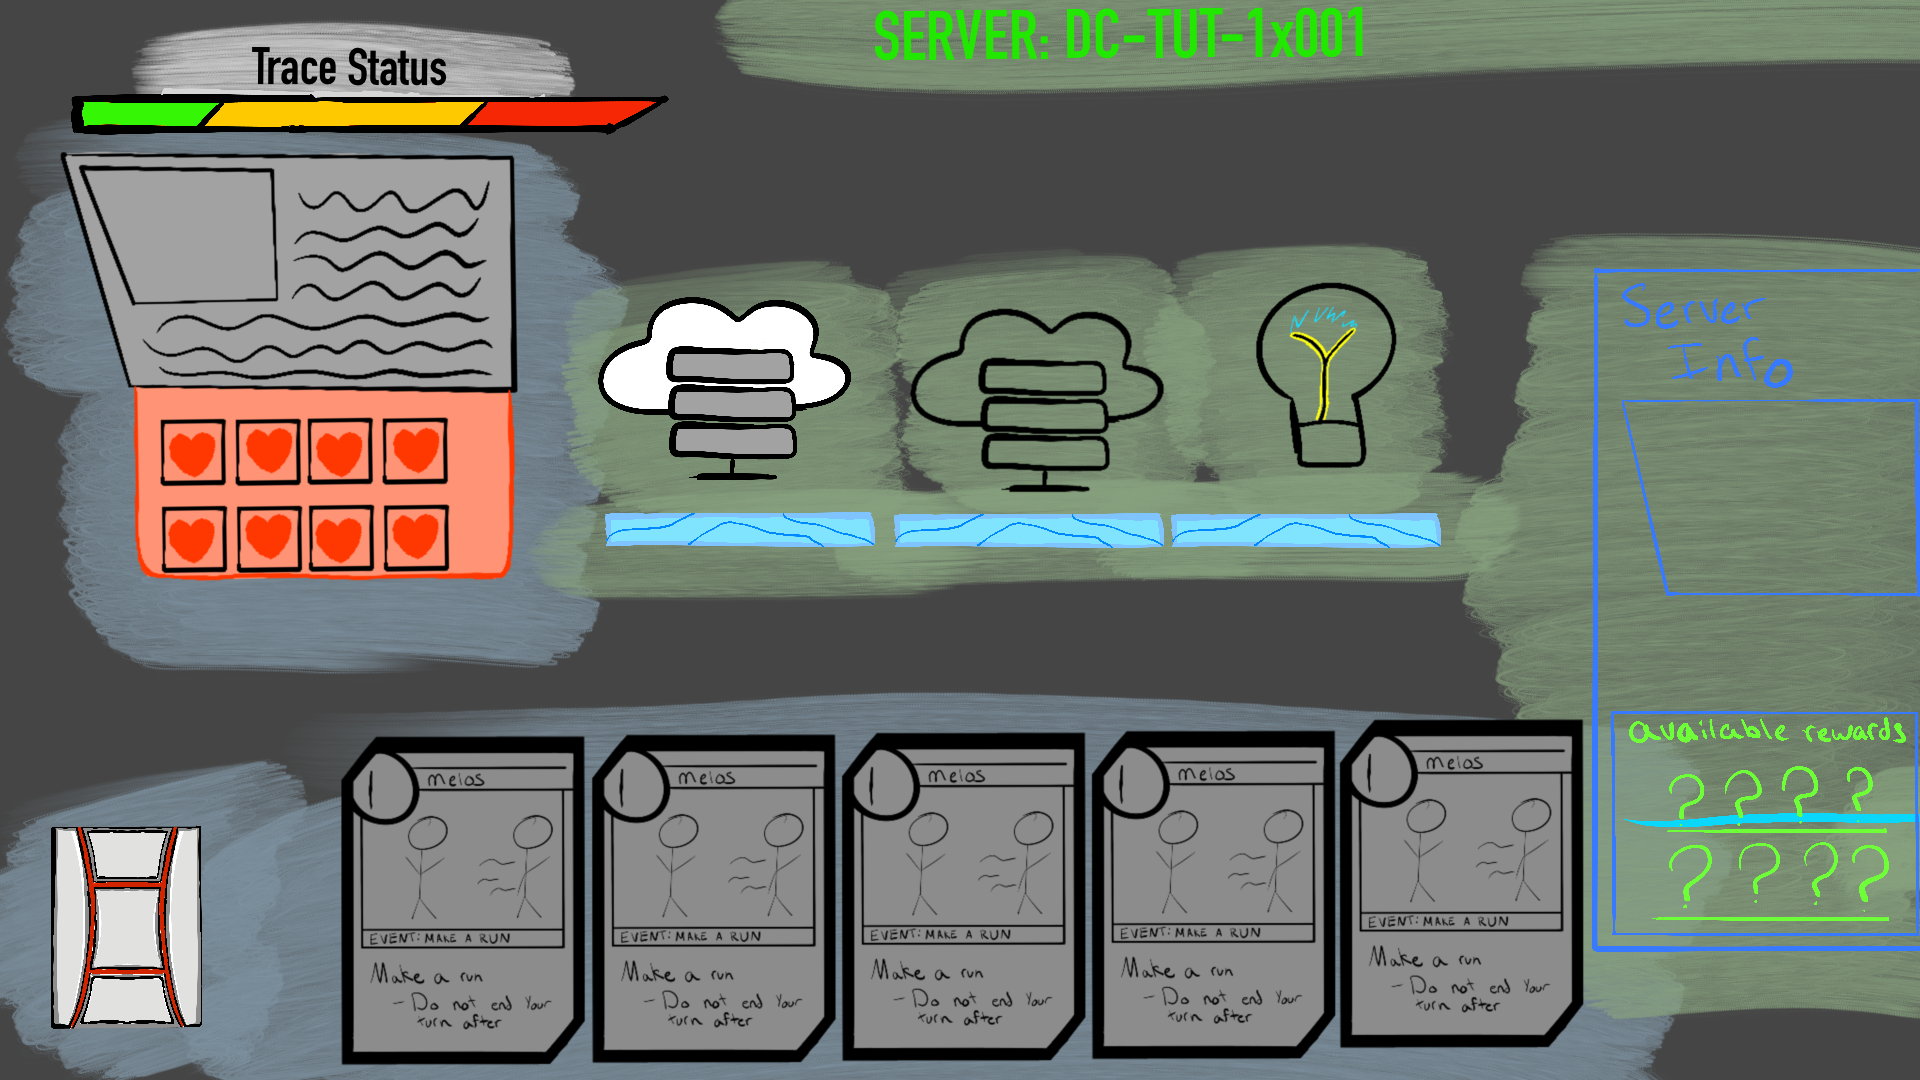 SERVER: DC-TUT-1x001
Trace Status
Server
Info
available rewards
? ? ? ?
? ? ? ?
1 melos
EVENT: MAKE A RUN
Make a run
- Do not end your
turn after
1 melos
EVENT: MAKE A RUN
Make a run
- Do not end your
turn after
1 melos
EVENT: MAKE A RUN
Make a run
- Do not end your
turn after
1 melos
EVENT: MAKE A RUN
Make a run
- Do not end your
turn after
1 melos
EVENT: MAKE A RUN
Make a run
- Do not end your
turn after